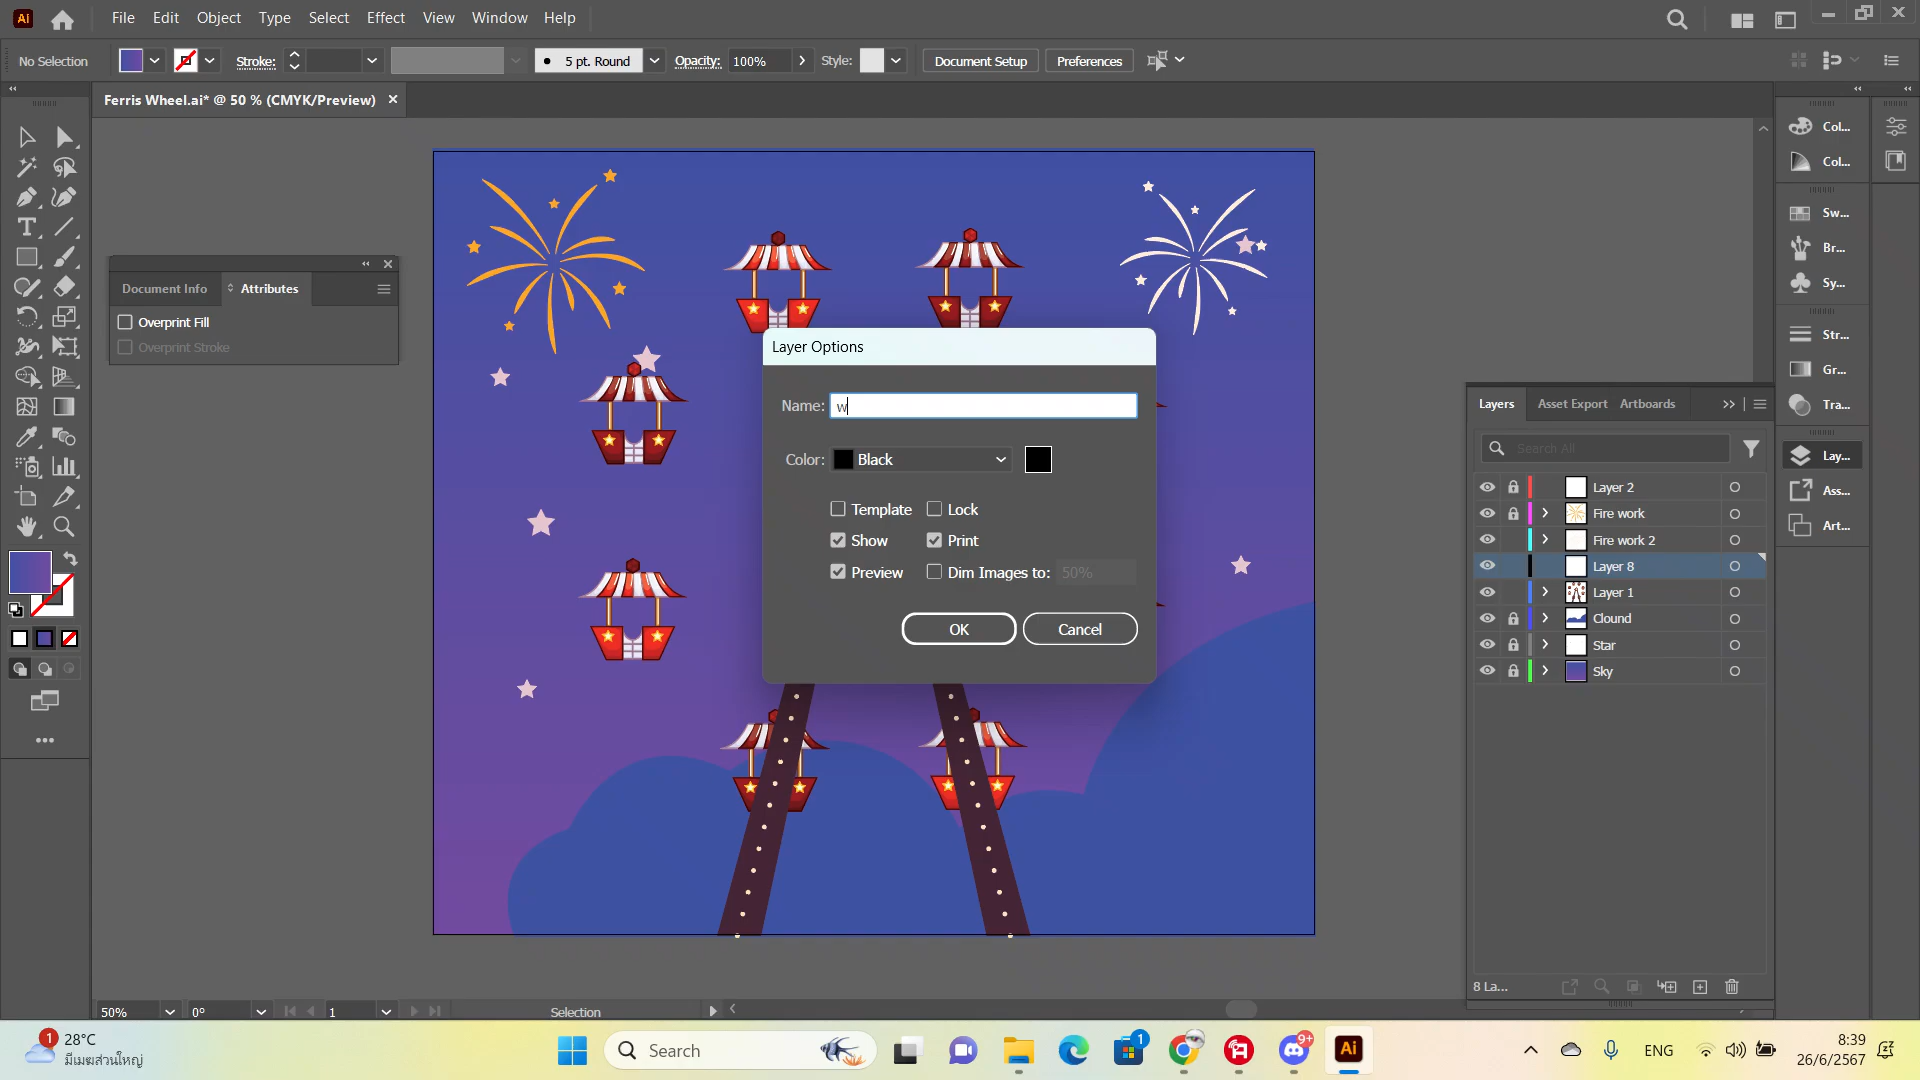 Ai File Edit Object Type Select Effect View Window Help
No Selection Stroke: 5 pt. Round Opacity: 100% Style: Document Setup Preferences
Ferris Wheel.ai* @ 50 % (CMYK/Preview)
Col...
Col...
Sw...
Br...
Sy...
Str...
Gr...
Tra...
Lay...
Ass...
Art...
Document Info Attributes
Overprint Fill
Overprint Stroke
Layer Options
Name: w
Color: Black
Template Lock
Show Print
Preview Dim Images to: 50%
OK Cancel
Layers Asset Export Artboards
Search All
Layer 2
Fire work
Fire work 2
Layer 8
Layer 1
Clound
Star
Sky
8 La...
50% 0° 1 Selection
1 28°C
มีเมฆส่วนใหญ่
Search
1
9+
Ai
ENG
8:39
26/6/2567